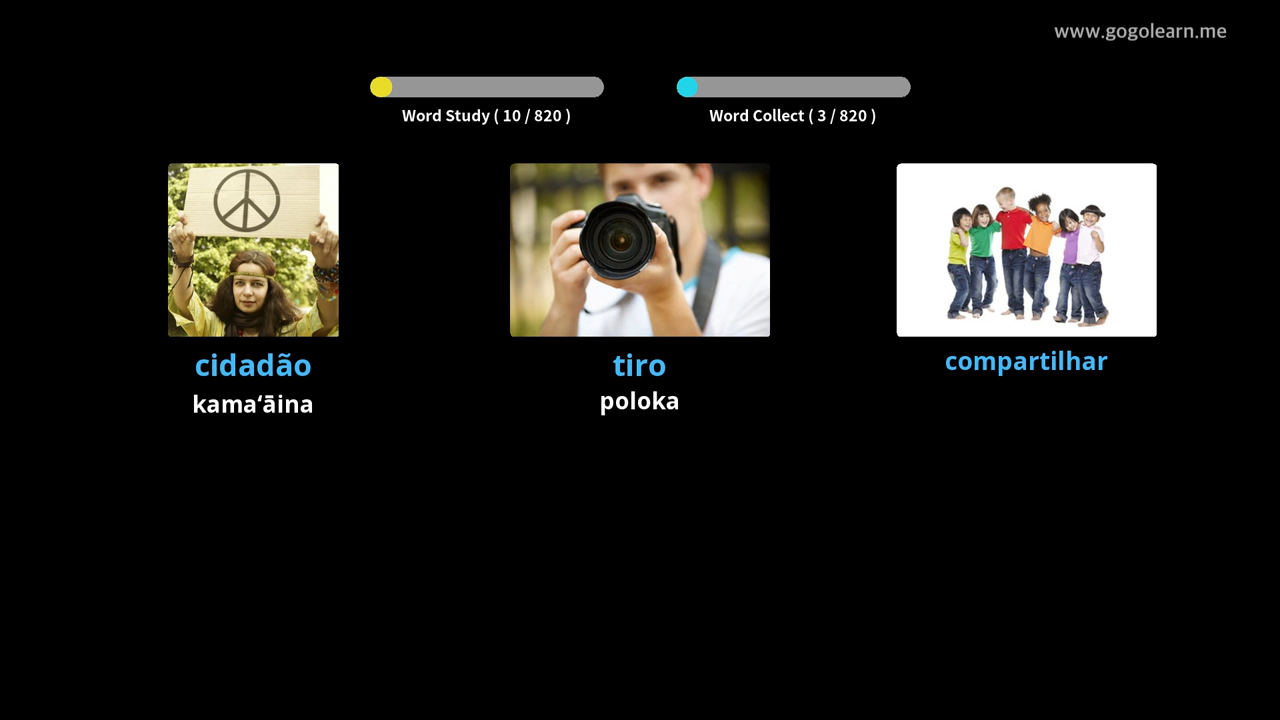 www.gogolearn.me
Word Study ( 10 / 820 )
Word Collect ( 3 / 820 )
cidadão
tiro
compartilhar
kamaʻāina
poloka